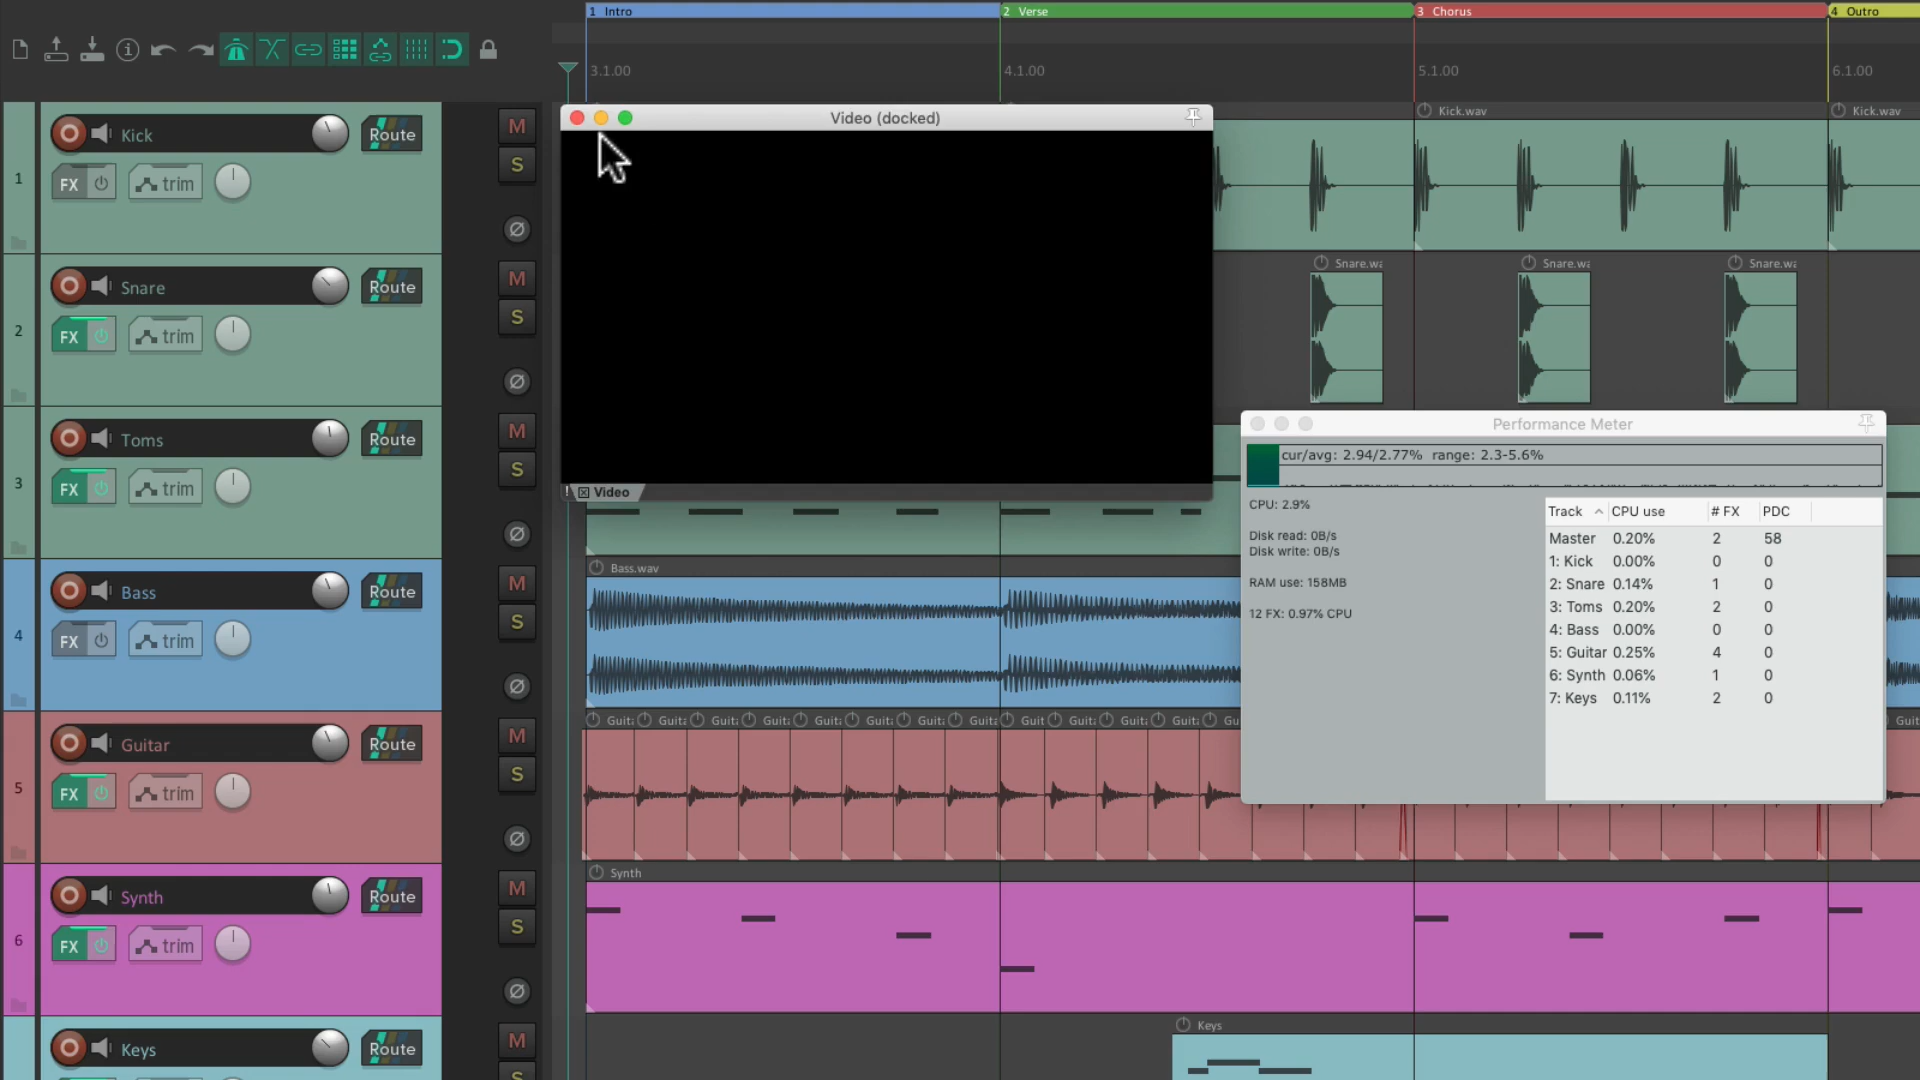 1 Intro
2 Verse
3 Chorus
4 Outro
3.1.00
4.1.00
5.1.00
6.1.00
Kick.wav
Kick.wav
1
Kick
Route
FX
trim
M
S
Video (docked)
! Video
2
Snare
Route
FX
trim
M
S
Snare.wa
Snare.wa
Snare.wa
3
Toms
Route
FX
trim
M
S
Performance Meter
cur/avg: 2.94/2.77% range: 2.3-5.6%
CPU: 2.9%
Disk read: 0B/s
Disk write: 0B/s
RAM use: 158MB
12 FX: 0.97% CPU
Track CPU use # FX PDC
Master 0.20% 2 58
1: Kick 0.00% 0 0
2: Snare 0.14% 1 0
3: Toms 0.20% 2 0
4: Bass 0.00% 0 0
5: Guitar 0.25% 4 0
6: Synth 0.06% 1 0
7: Keys 0.11% 2 0
4
Bass
Route
FX
trim
M
S
Bass.wav
5
Guitar
Route
FX
trim
M
S
Guit Guit Guit Guit Guit Guit Guit Guit Guit Guit Guit Guit Gu
Guit
6
Synth
Route
FX
trim
M
S
Synth
Keys
Route
M
S
Keys